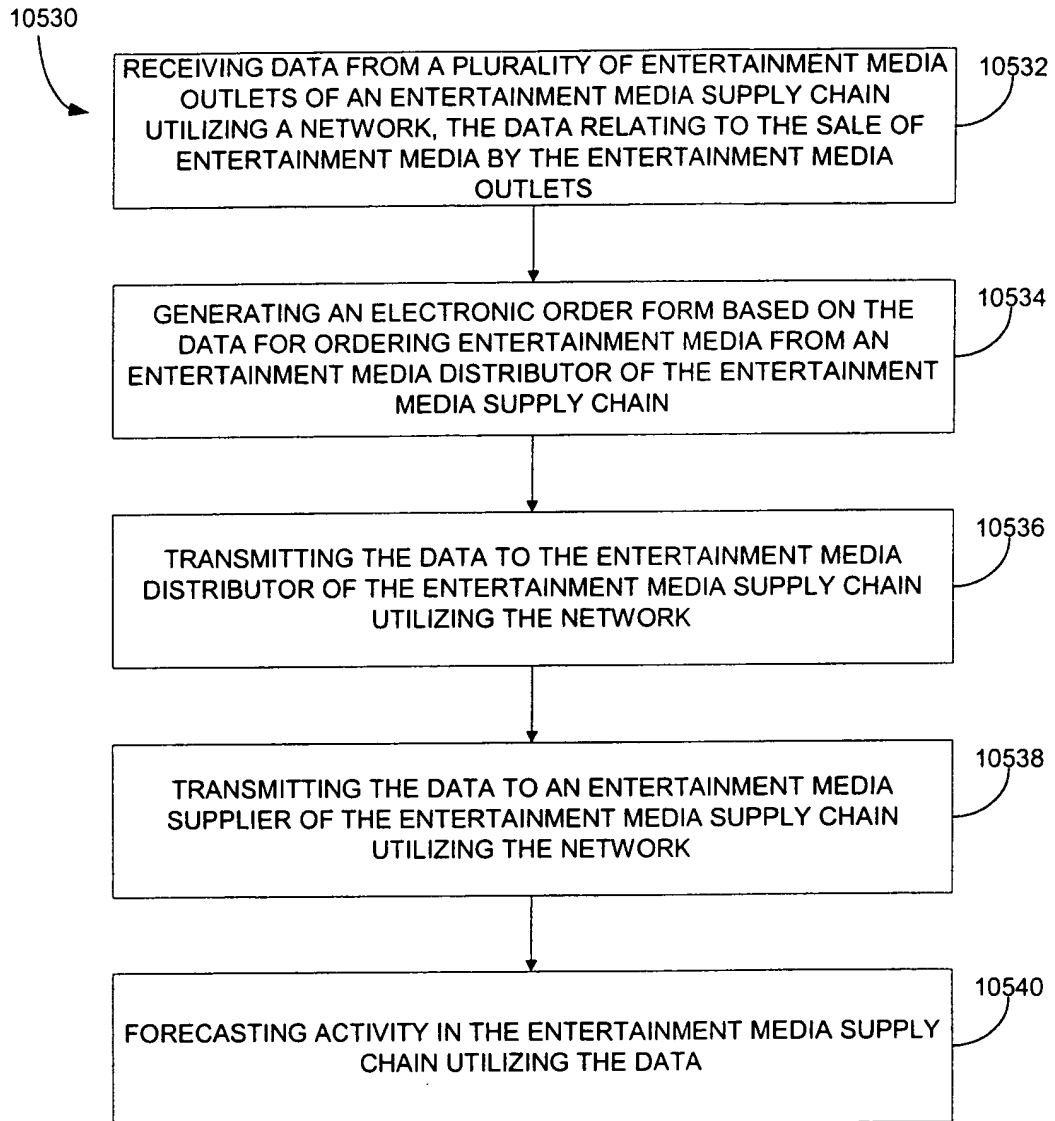 10530
RECEIVING DATA FROM A PLURALITY OF ENTERTAINMENT MEDIA
OUTLETS OF AN ENTERTAINMENT MEDIA SUPPLY CHAIN
UTILIZING A NETWORK, THE DATA RELATING TO THE SALE OF
ENTERTAINMENT MEDIA BY THE ENTERTAINMENT MEDIA
OUTLETS
10532
GENERATING AN ELECTRONIC ORDER FORM BASED ON THE
DATA FOR ORDERING ENTERTAINMENT MEDIA FROM AN
ENTERTAINMENT MEDIA DISTRIBUTOR OF THE ENTERTAINMENT
MEDIA SUPPLY CHAIN
10534
TRANSMITTING THE DATA TO THE ENTERTAINMENT MEDIA
DISTRIBUTOR OF THE ENTERTAINMENT MEDIA SUPPLY CHAIN
UTILIZING THE NETWORK
10536
TRANSMITTING THE DATA TO AN ENTERTAINMENT MEDIA
SUPPLIER OF THE ENTERTAINMENT MEDIA SUPPLY CHAIN
UTILIZING THE NETWORK
10538
FORECASTING ACTIVITY IN THE ENTERTAINMENT MEDIA SUPPLY
CHAIN UTILIZING THE DATA
10540